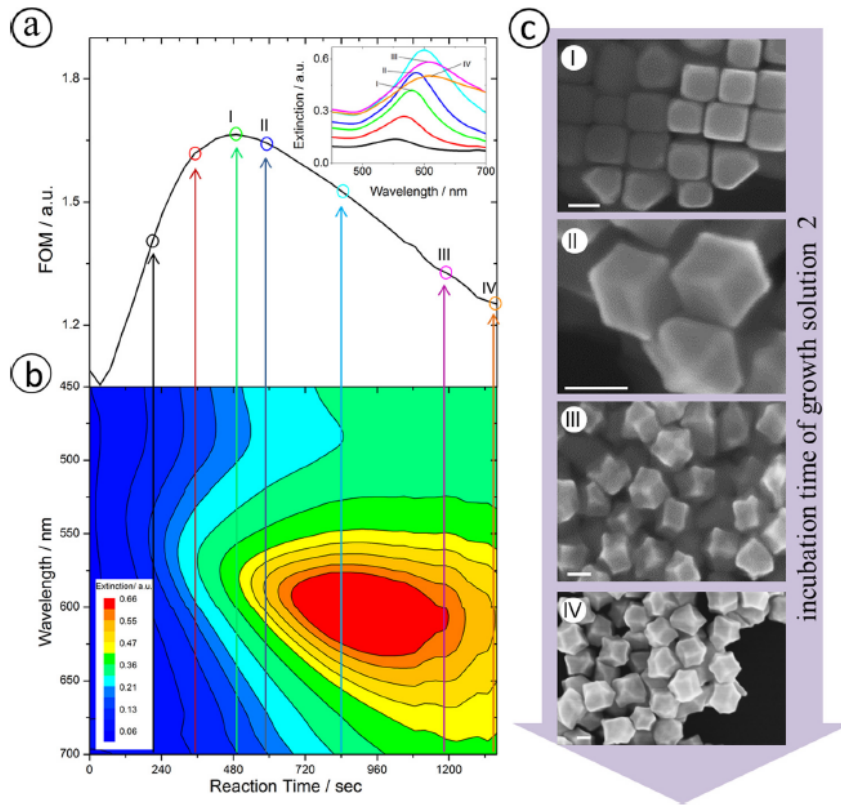 a
1.8
1.5
1.2
FOM / a.u.
I
II
III
IV
0.6
0.3
0.0
Extinction / a.u.
III
II
I
IV
500
600
700
Wavelength / nm
b
450
500
550
600
650
700
Wavelength / nm
Extinction/ a.u.
0.66
0.55
0.47
0.36
0.21
0.13
0.06
0
240
480
720
960
1200
Reaction Time / sec
c
I
II
III
IV
incubation time of growth solution 2